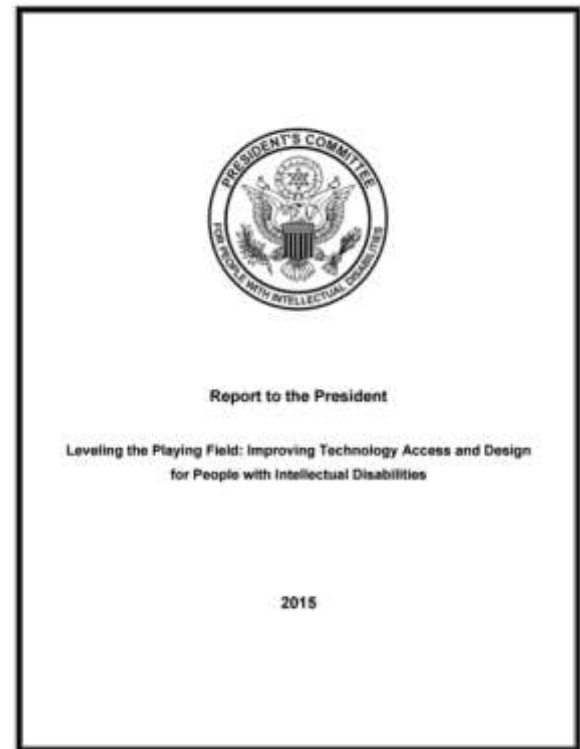 PRESIDENT'S COMMITTEE
FOR PEOPLE WITH INTELLECTUAL DISABILITIES
Report to the President
Leveling the Playing Field: Improving Technology Access and Design
for People with Intellectual Disabilities
2015